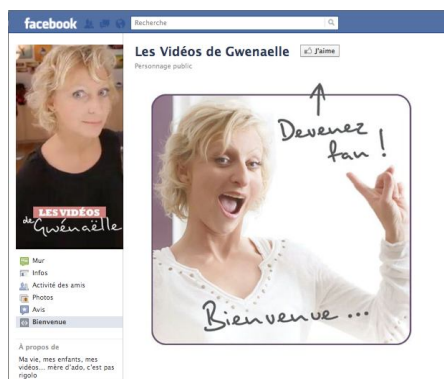 facebook
Recherche
Les Vidéos de Gwenaelle
J'aime
Personnage public
Devenez
fan !
Bienvenue ...
LES VIDÉOS
de Gwénaëlle
Mur
Infos
Activité des amis
Photos
Avis
Bienvenue
À propos de
Ma vie, mes enfants, mes
vidéos... mère d'ado, c'est pas
rigolo